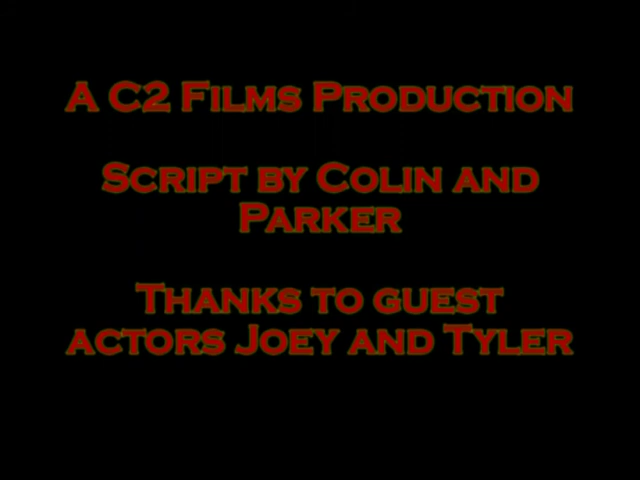 A C2 Films Production
Script by Colin and
Parker
Thanks to guest
actors Joey and Tyler